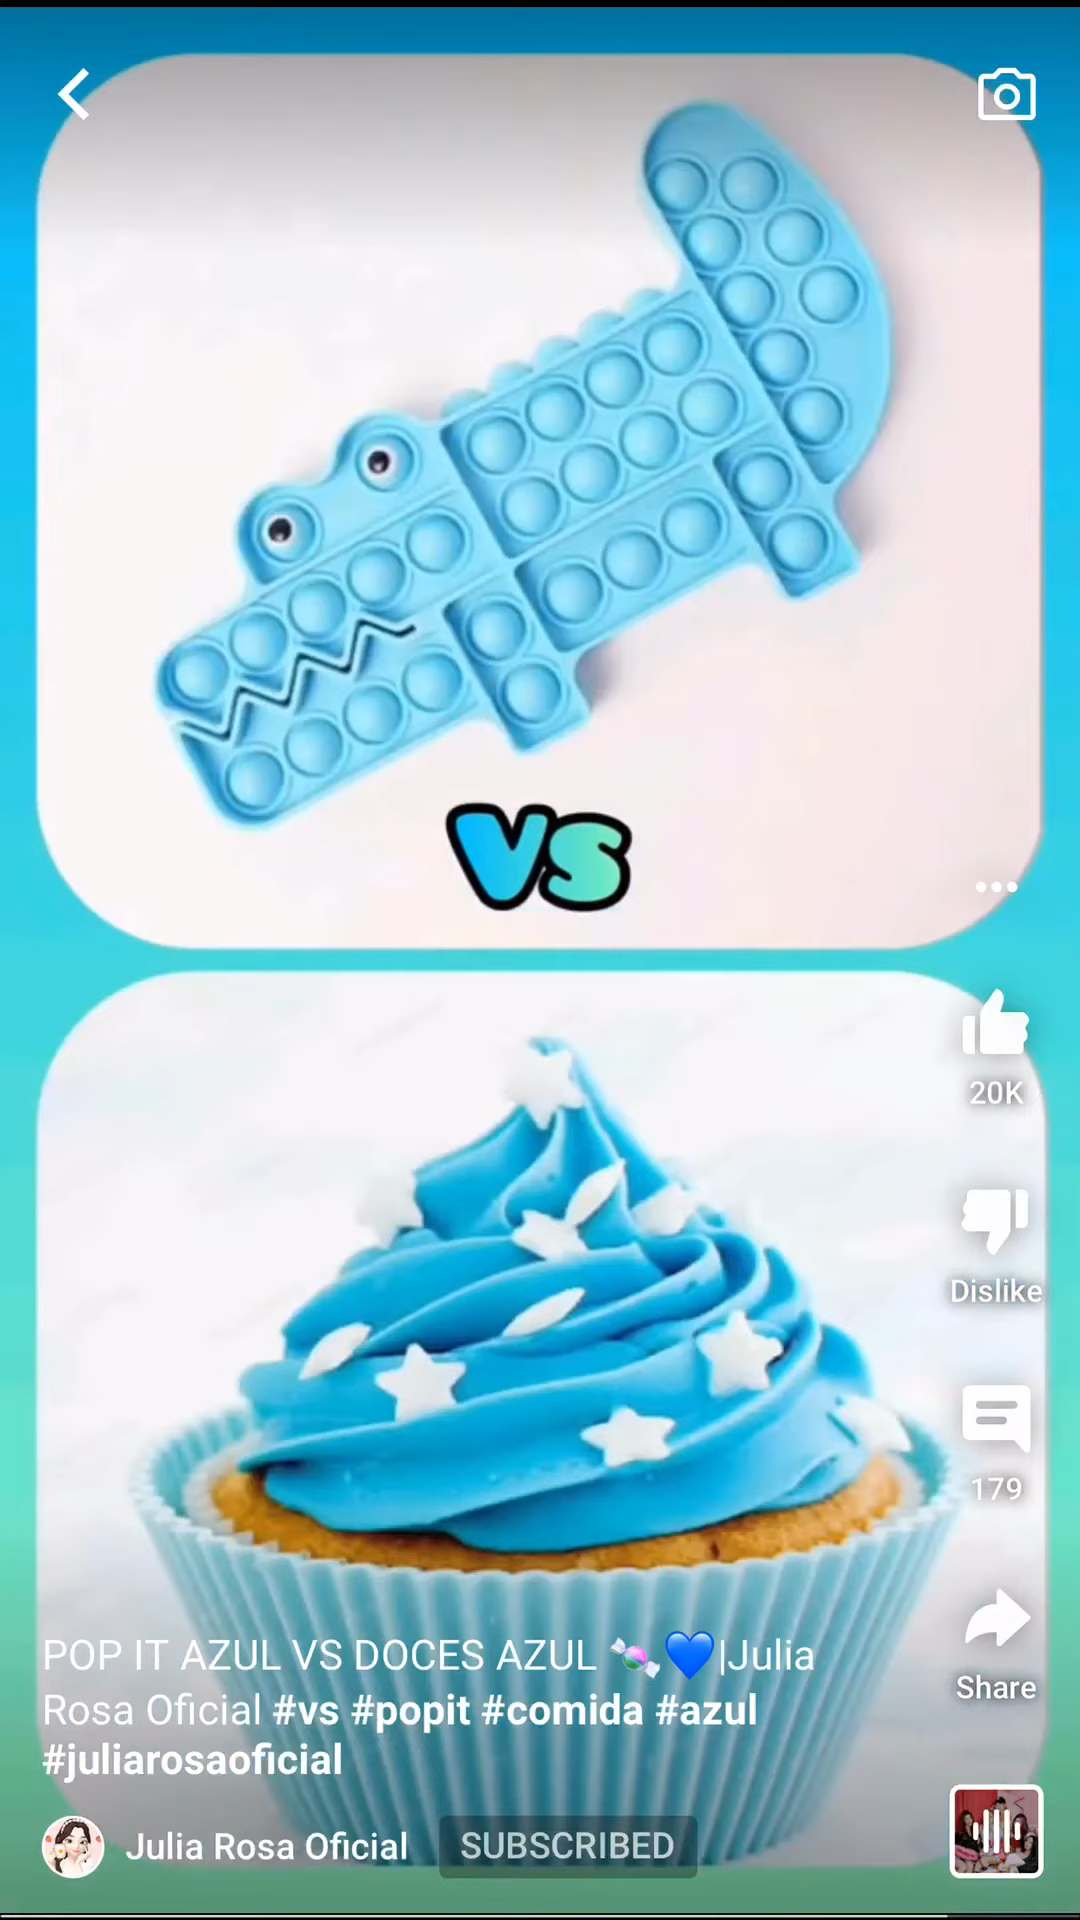 VS
20K
Dislike
179
Share
POP IT AZUL VS DOCES AZUL 🍬💙|Julia
Rosa Oficial #vs #popit #comida #azul
#juliarosaoficial
Julia Rosa Oficial
SUBSCRIBED